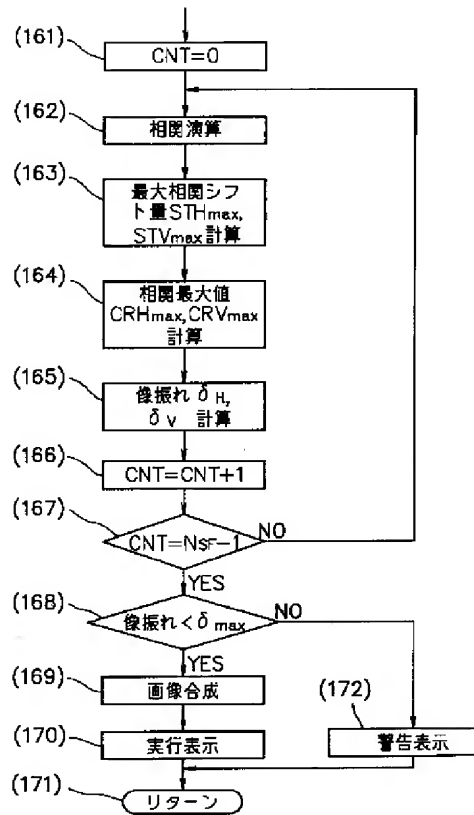 (161)
CNT=0
(162)
相関演算
(163)
最大相関シフ
ト量STHmax,
STVmax計算
(164)
相関最大値
CRHmax,CRVmax
計算
(165)
像振れ δH,
δV 計算
(166)
CNT=CNT+1
(167)
CNT=NSF-1
NO
YES
(168)
像振れ<δmax
NO
YES
(169)
画像合成
(170)
実行表示
(172)
警告表示
(171)
リターン